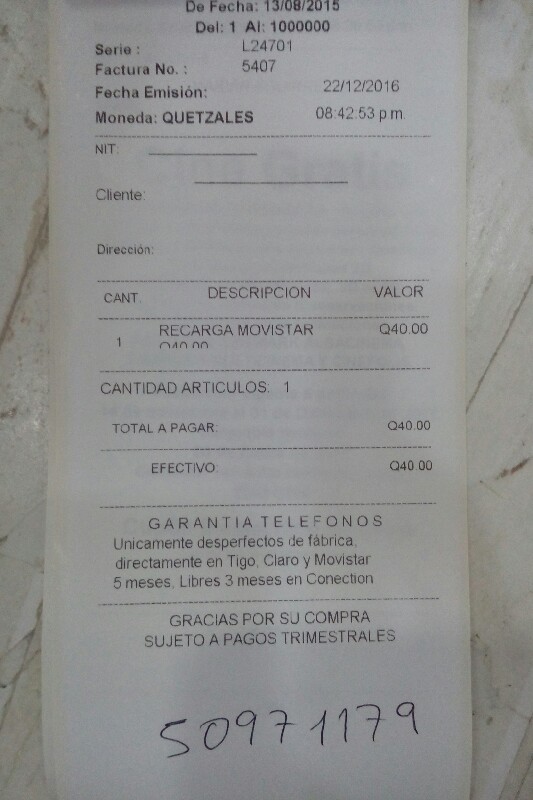 De Fecha: 13/08/2015
Del: 1 Al: 1000000
Serie : L24701
Factura No. : 5407
Fecha Emisión: 22/12/2016
Moneda: QUETZALES 08:42:53 p.m.
NIT:
Cliente:
Dirección:
CANT. DESCRIPCION VALOR
1 RECARGA MOVISTAR Q40.00
Q40.00
CANTIDAD ARTICULOS: 1
TOTAL A PAGAR: Q40.00
EFECTIVO: Q40.00
GARANTIA TELEFONOS
Unicamente desperfectos de fábrica,
directamente en Tigo, Claro y Movistar
5 meses, Libres 3 meses en Conection
GRACIAS POR SU COMPRA
SUJETO A PAGOS TRIMESTRALES
50971179